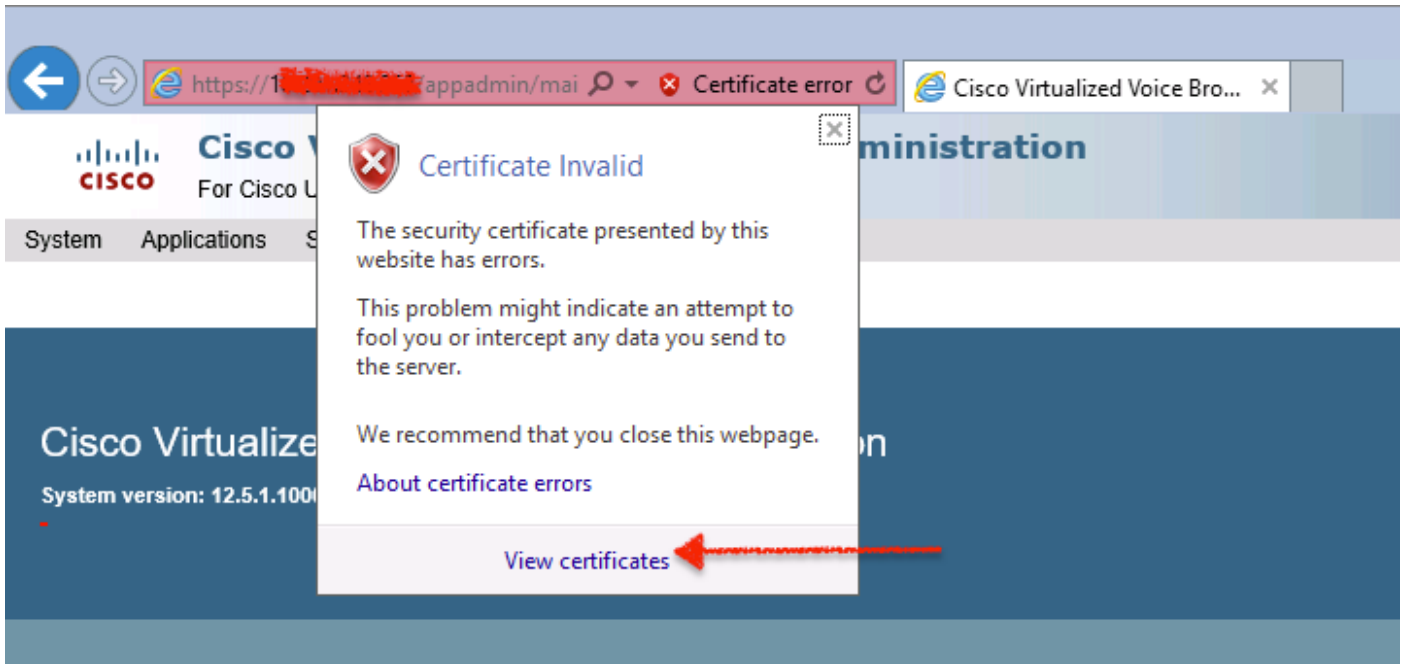 https://1 /appadmin/mai Certificate error Cisco Virtualized Voice Bro...
CISCO
Cisco V ministration
For Cisco U
System Applications S
Certificate Invalid
The security certificate presented by this
website has errors.
This problem might indicate an attempt to
fool you or intercept any data you send to
the server.
We recommend that you close this webpage.
About certificate errors
View certificates
Cisco Virtualize on
System version: 12.5.1.1000